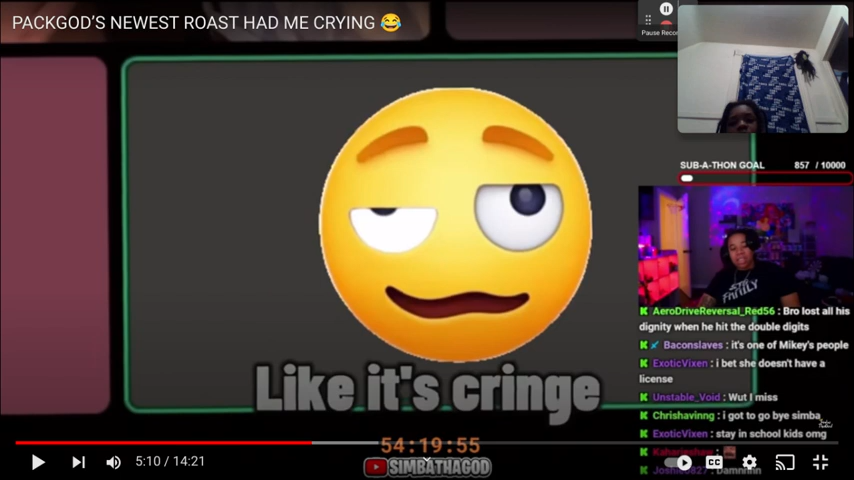 PACKGOD'S NEWEST ROAST HAD ME CRYING 😂
Pause Recor
SUB-A-THON GOAL 857 / 10000
AeroDriveReversal_Red56 : Bro lost all his
dignity when he hit the double digits
Baconslaves : it's one of Mikey's people
ExoticVixen : i bet she doesn't have a
license
Unstable_Void : Wut I miss
Chrishavinng : i got to go bye simba
ExoticVixen : stay in school kids omg
Damnnnn
Like it's cringe
54:19:55
SIMBATHAGOD
5:10 / 14:21
CC
FAMILY